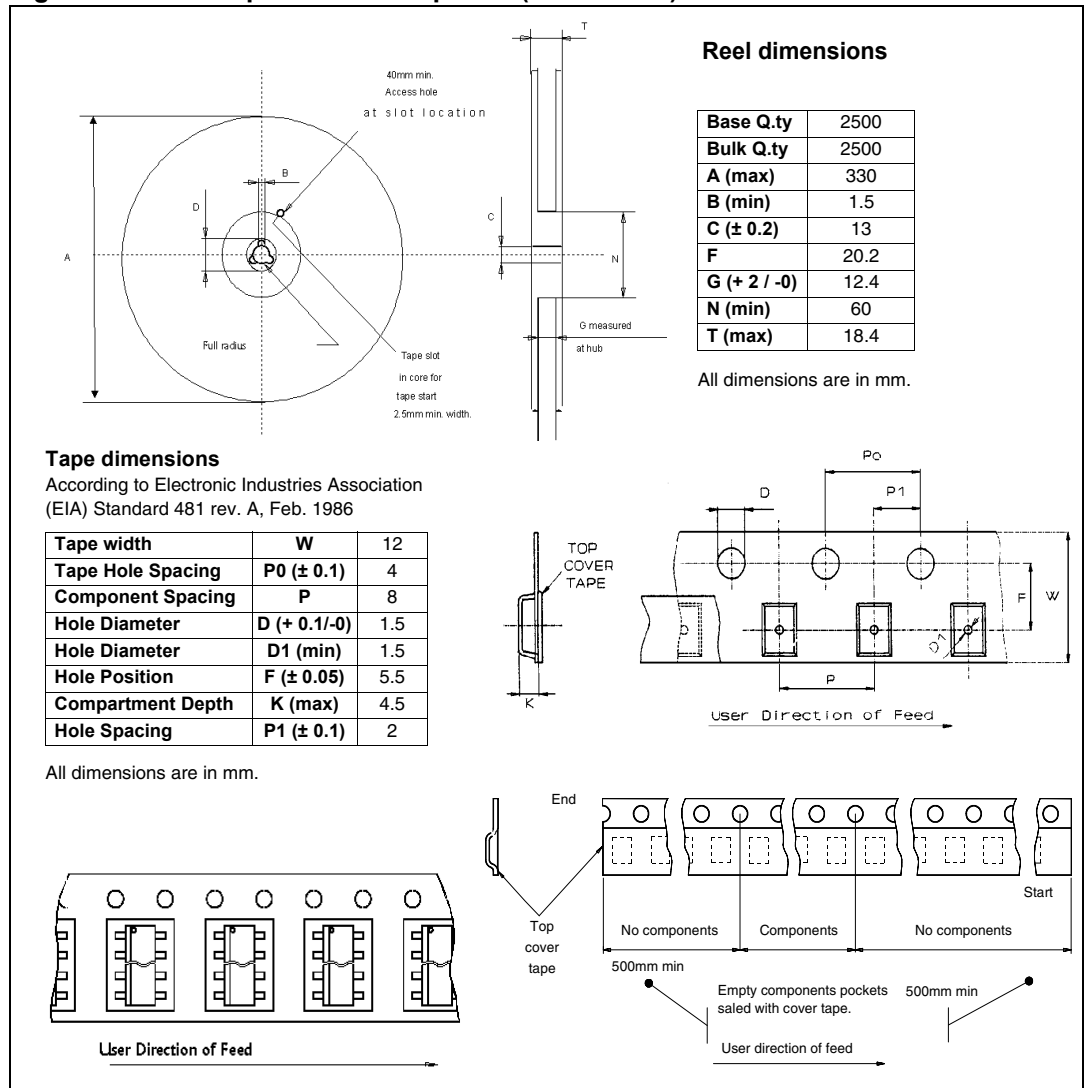 T
Reel dimensions
40mm min.
Access hole
at slot location
B
D
C
A
N
G measured
at hub
Full radius
Tape slot
in core for
tape start
2.5mm min. width.
Base Q.ty 2500
Bulk Q.ty 2500
A (max) 330
B (min) 1.5
C (± 0.2) 13
F 20.2
G (+ 2 / -0) 12.4
N (min) 60
T (max) 18.4
All dimensions are in mm.
Tape dimensions
According to Electronic Industries Association
(EIA) Standard 481 rev. A, Feb. 1986
Tape width W 12
Tape Hole Spacing P0 (± 0.1) 4
Component Spacing P 8
Hole Diameter D (+ 0.1/-0) 1.5
Hole Diameter D1 (min) 1.5
Hole Position F (± 0.05) 5.5
Compartment Depth K (max) 4.5
Hole Spacing P1 (± 0.1) 2
All dimensions are in mm.
TOP
COVER
TAPE
K
Po
D
P1
F
W
D1
P
User Direction of Feed
End
Start
Top
cover
tape
No components
Components
No components
500mm min
Empty components pockets
saled with cover tape.
500mm min
User direction of feed
User Direction of Feed